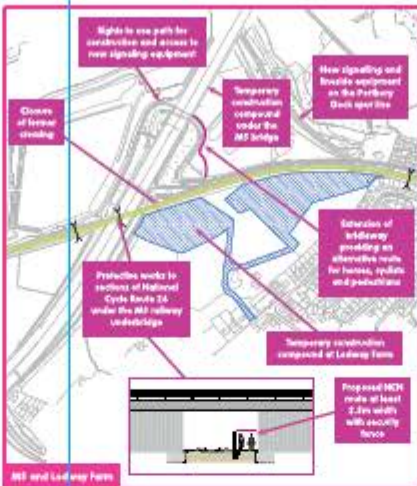 Rights to use path for
construction and access to
new signaling equipment
Temporary
construction
compound
under the
M5 bridge
New signalling and
lineside equipment
on the Portbury
Dock spur line
Closure
of former
crossing
Extension of
bridleway
providing an
alternative route
for horses, cyclists
and pedestrians
Protective works to
sections of National
Cycle Route 26
under the M5 railway
underbridge
Temporary construction
compound at Lodway Farm
Proposed NCN
route at least
2.5m width
with security
fence
M5 and Lodway Farm